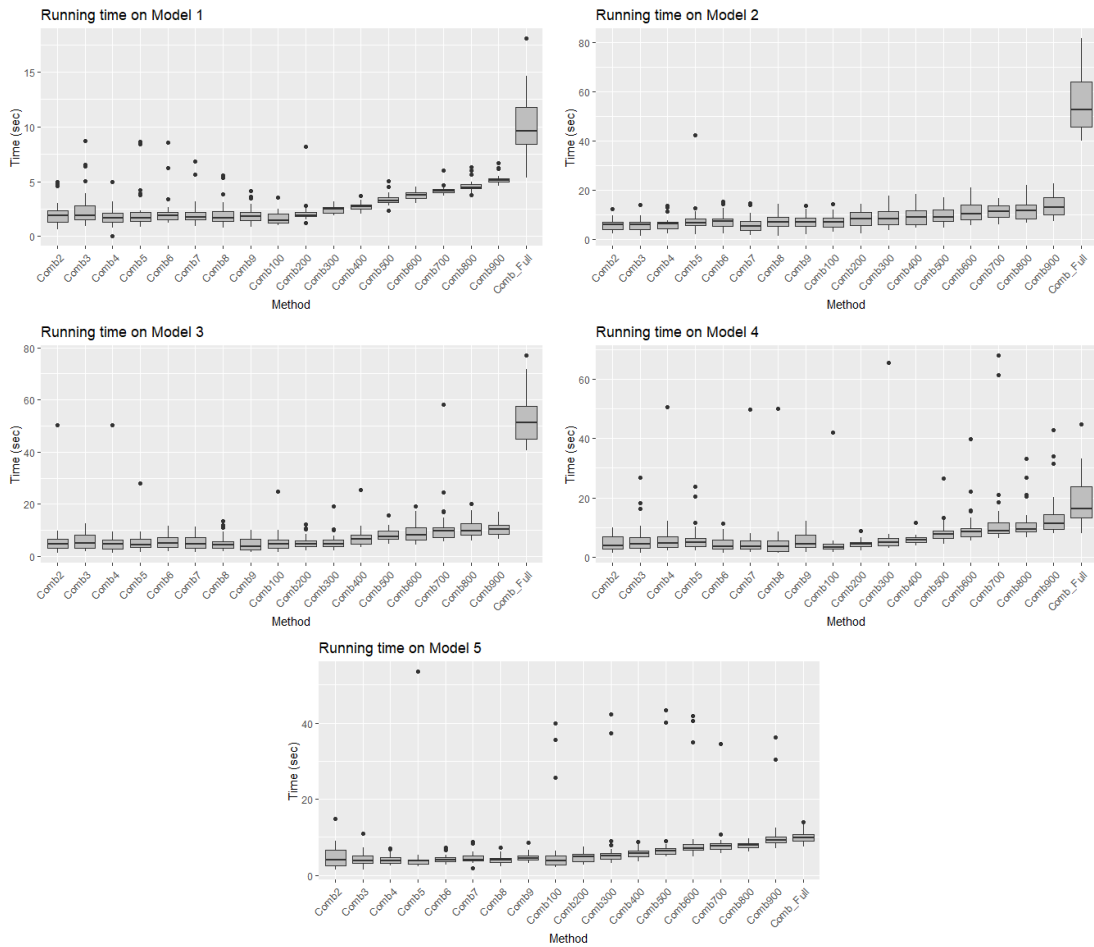 Running time on Model 1
Time (sec)
15
10
5
0
Comb2 Comb3 Comb4 Comb5 Comb6 Comb7 Comb8 Comb9 Comb100 Comb200 Comb300 Comb400 Comb500 Comb600 Comb700 Comb800 Comb900 Comb_Full
Method
Running time on Model 2
Time (sec)
80
60
40
20
0
Comb2 Comb3 Comb4 Comb5 Comb6 Comb7 Comb8 Comb9 Comb100 Comb200 Comb300 Comb400 Comb500 Comb600 Comb700 Comb800 Comb900 Comb_Full
Method
Running time on Model 3
Time (sec)
80
60
40
20
0
Comb2 Comb3 Comb4 Comb5 Comb6 Comb7 Comb8 Comb9 Comb100 Comb200 Comb300 Comb400 Comb500 Comb600 Comb700 Comb800 Comb900 Comb_Full
Method
Running time on Model 4
Time (sec)
60
40
20
0
Comb2 Comb3 Comb4 Comb5 Comb6 Comb7 Comb8 Comb9 Comb100 Comb200 Comb300 Comb400 Comb500 Comb600 Comb700 Comb800 Comb900 Comb_Full
Method
Running time on Model 5
Time (sec)
40
20
0
Comb2 Comb3 Comb4 Comb5 Comb6 Comb7 Comb8 Comb9 Comb100 Comb200 Comb300 Comb400 Comb500 Comb600 Comb700 Comb800 Comb900 Comb_Full
Method